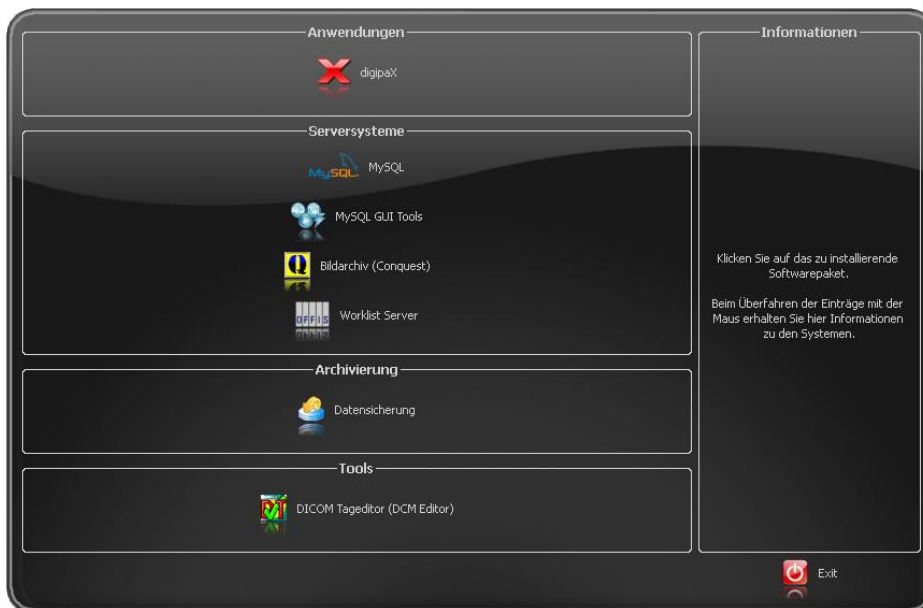 Anwendungen
digipaX
Serversysteme
MySQL MySQL
MySQL GUI Tools
Bildarchiv (Conquest)
OFFIS Worklist Server
Archivierung
Datensicherung
Tools
DICOM Tageditor (DCM Editor)
Informationen
Klicken Sie auf das zu installierende
Softwarepaket.
Beim Überfahren der Einträge mit der
Maus erhalten Sie hier Informationen
zu den Systemen.
Exit